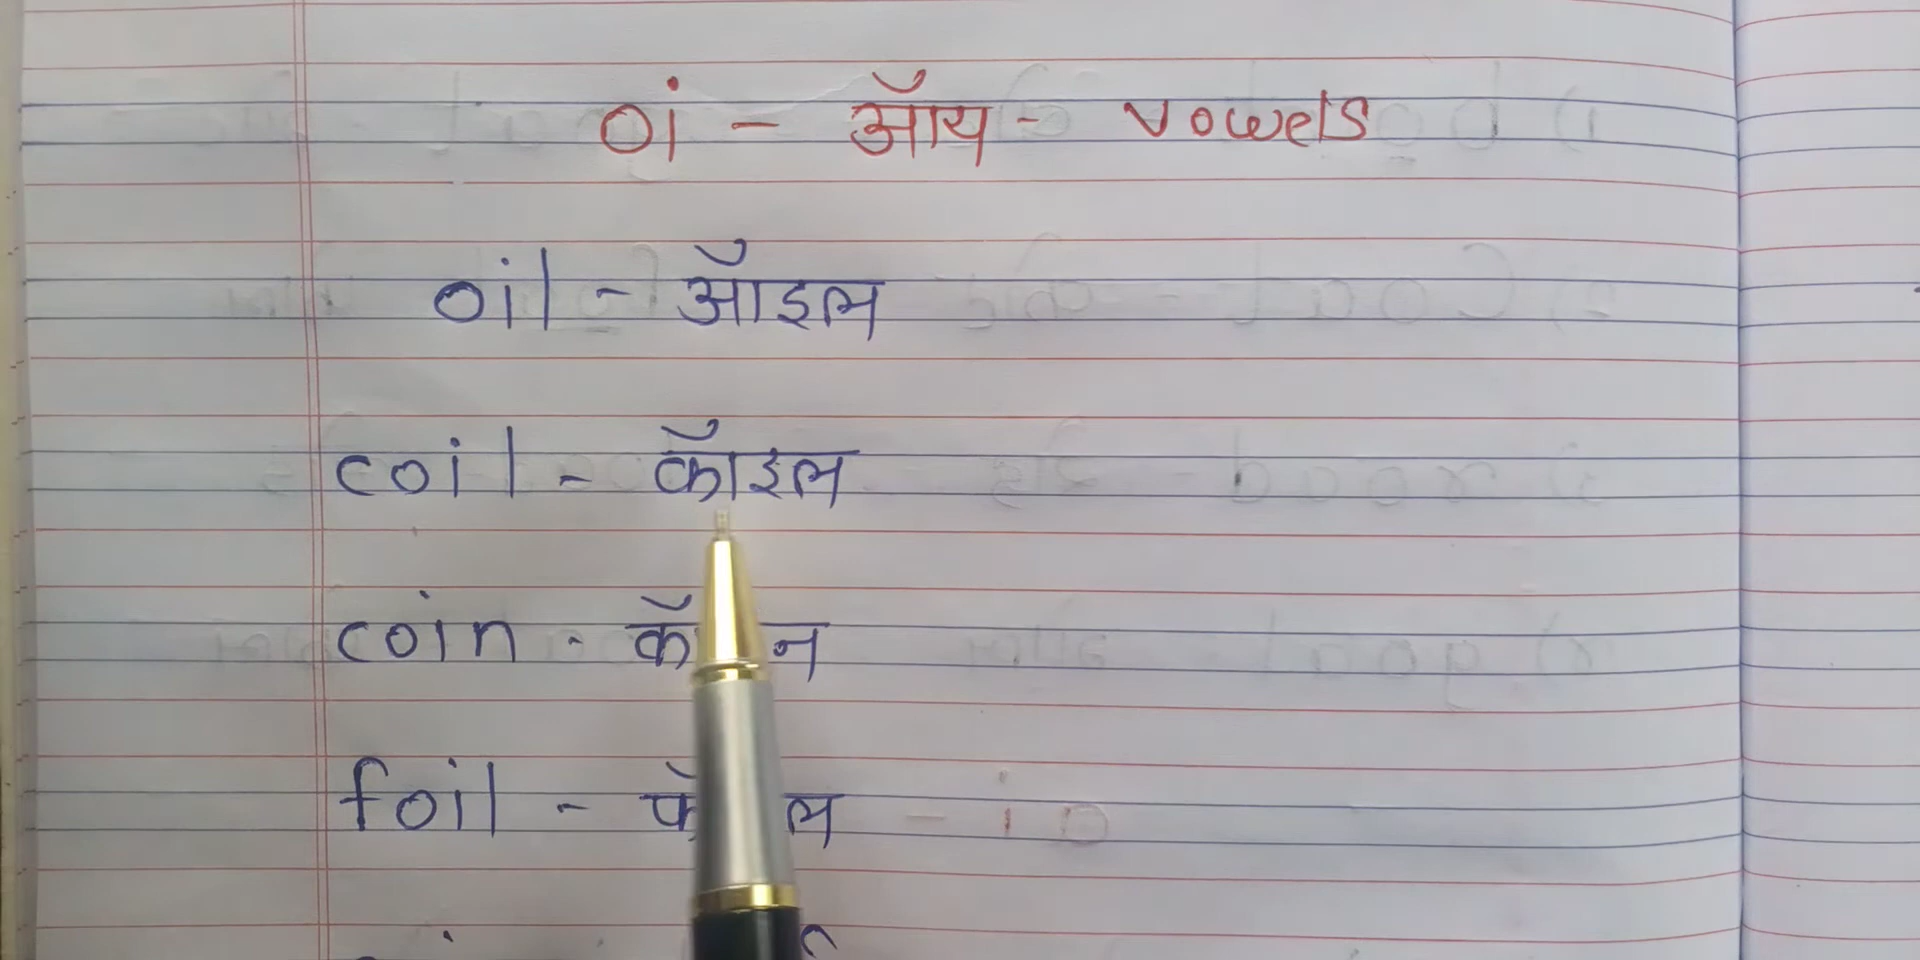 oi - ऑय - vowels
oil - ऑइल
coil - कॉइल
coin -
foil -